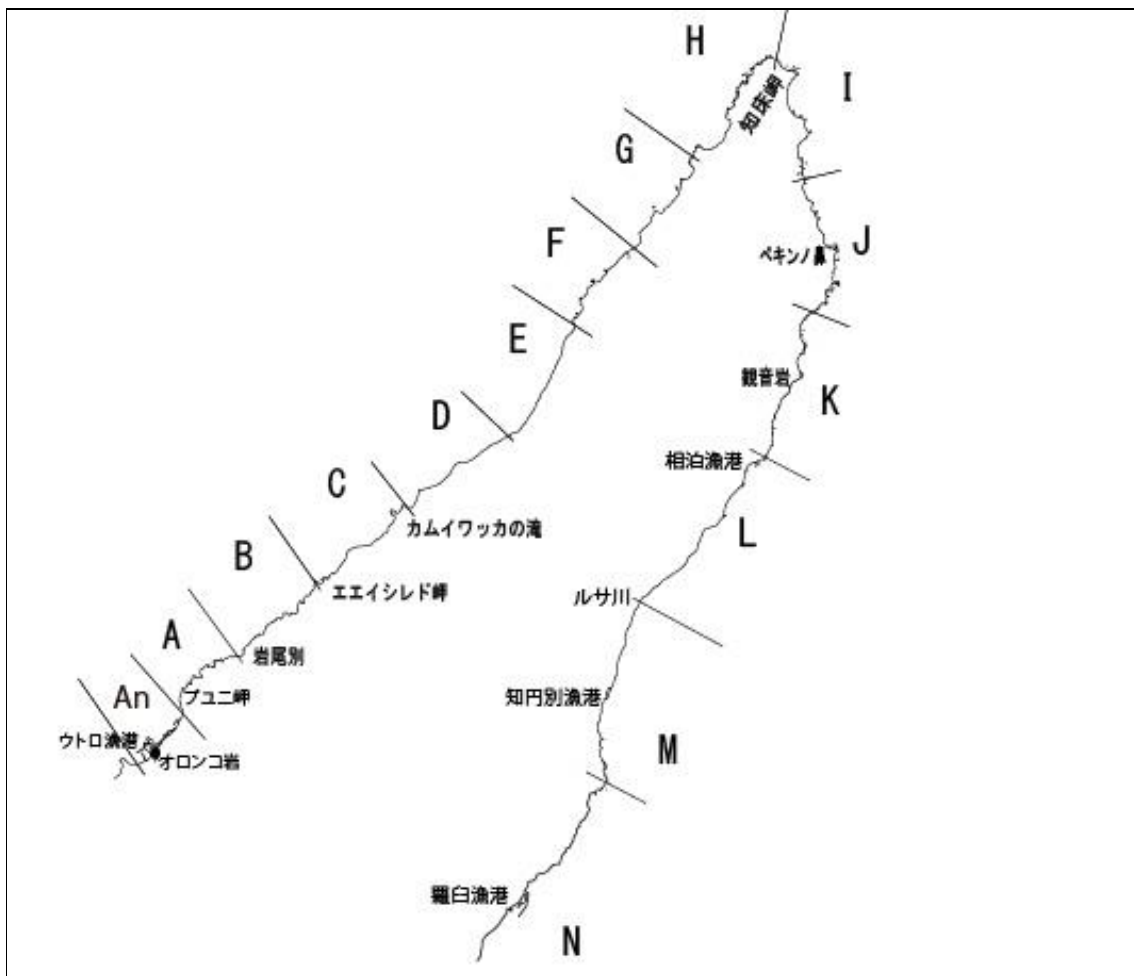 H
I
知床岬
G
F
J
ペキンノ鼻
E
観音岩
K
D
相泊漁港
C
カムイワッカの滝
L
B
エエイシレド岬
ルサ川
A
岩尾別
An
プユニ岬
知円別漁港
ウトロ漁港
オロンコ岩
M
羅臼漁港
N